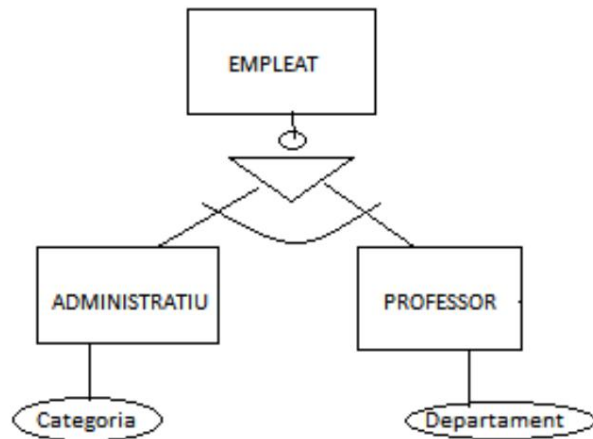 EMPLEAT
ADMINISTRATIU
PROFESSOR
Categoria
Departament